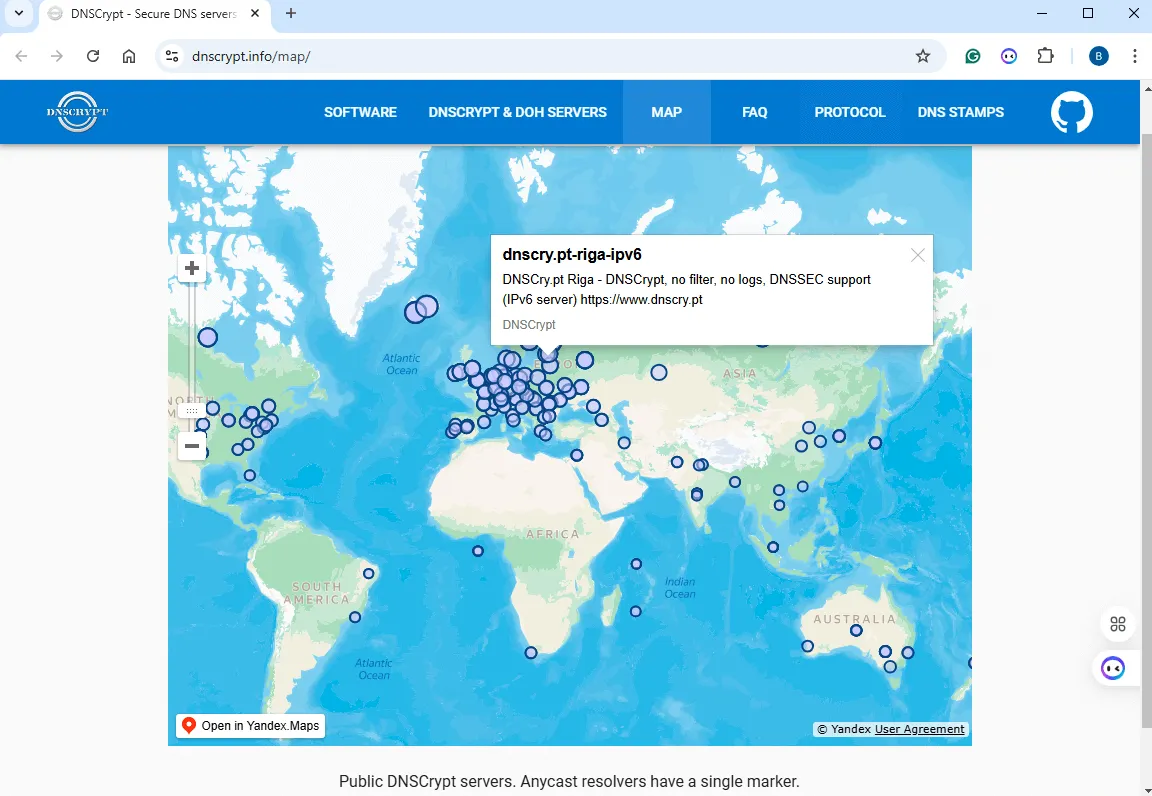 DNSCrypt - Secure DNS servers
dnscrypt.info/map/
B
DNSCRYPT
SOFTWARE
DNSCRYPT & DOH SERVERS
MAP
FAQ
PROTOCOL
DNS STAMPS
dnscry.pt-riga-ipv6
DNSCry.pt Riga - DNSCrypt, no filter, no logs, DNSSEC support
(IPv6 server) https://www.dnscry.pt
DNSCrypt
Atlantic
Ocean
ASIA
AFRICA
Indian
Ocean
SOUTH
AMERICA
AUSTRALIA
Atlantic
Ocean
Open in Yandex.Maps
© Yandex User Agreement
Public DNSCrypt servers. Anycast resolvers have a single marker.